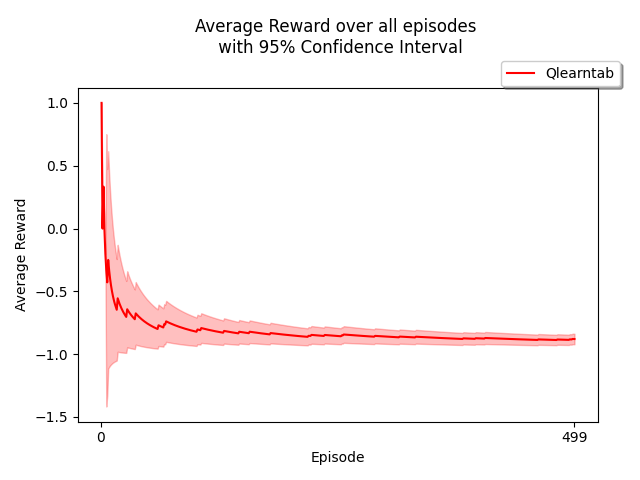 Average Reward over all episodes
with 95% Confidence Interval
Qlearntab
1.0
0.5
0.0
−0.5
−1.0
−1.5
Average Reward
0
499
Episode